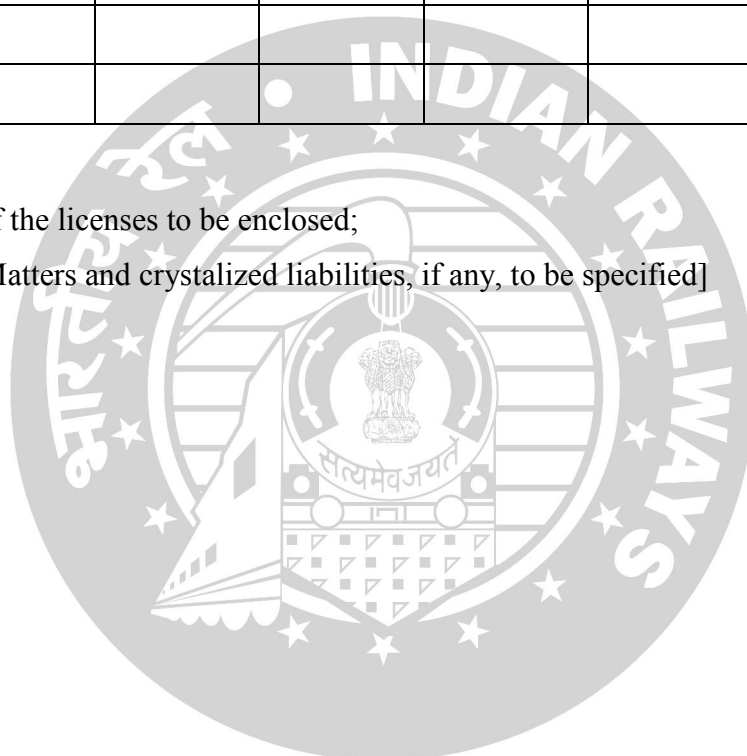 INDIAN RAILWAYS
भारतीय रेल
f the licenses to be enclosed;
Matters and crystalized liabilities, if any, to be specified]
सत्यमेव जयते